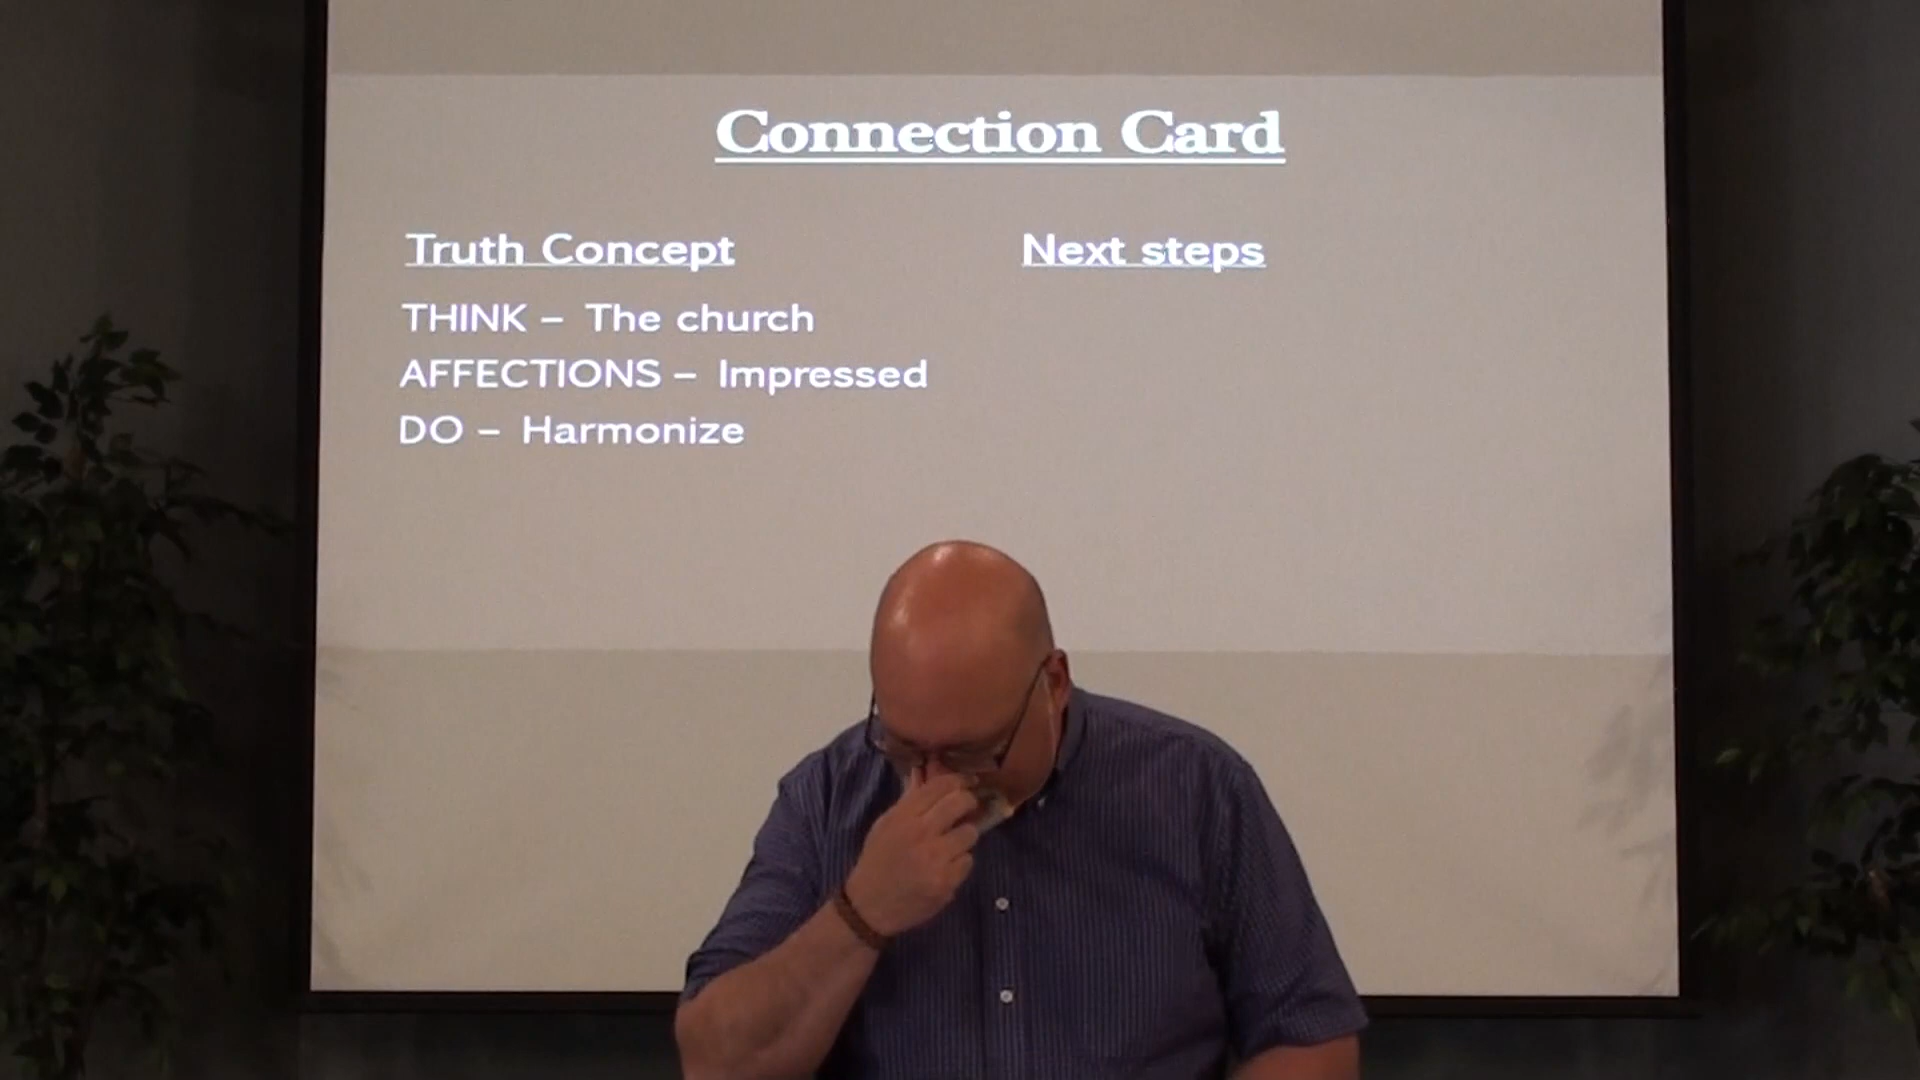 Connection Card
Truth Concept
THINK – The church
AFFECTIONS – Impressed
DO – Harmonize
Next steps